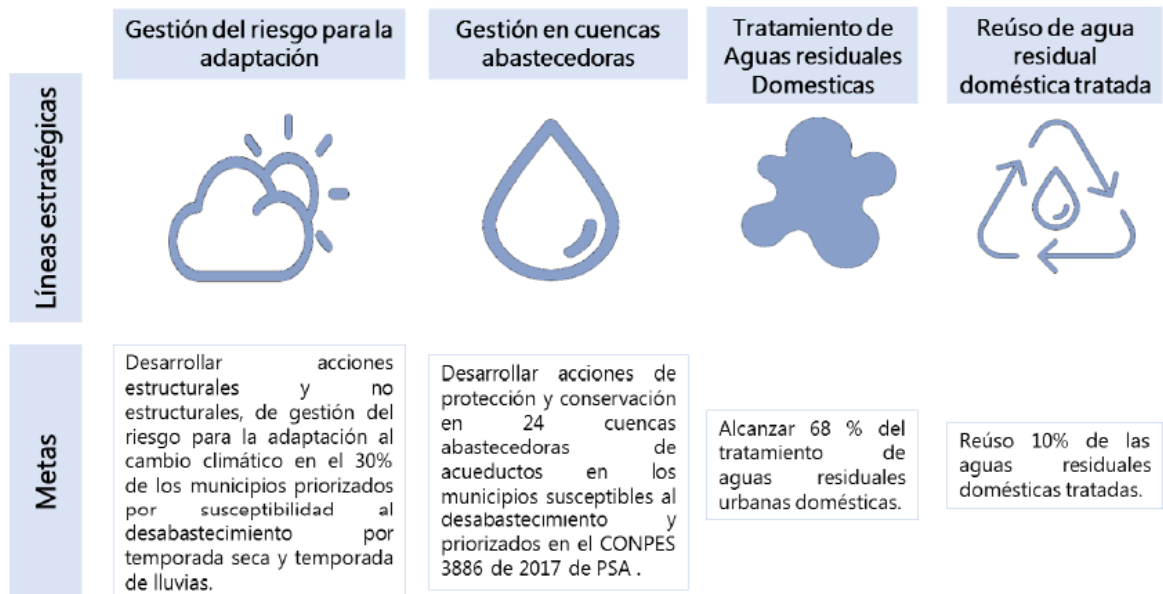 Gestión del riesgo para la
adaptación
Gestión en cuencas
abastecedoras
Tratamiento de
Aguas residuales
Domesticas
Reúso de agua
residual
doméstica tratada
Líneas estratégicas
Metas
Desarrollar acciones
estructurales y no
estructurales, de gestión del
riesgo para la adaptación al
cambio climático en el 30%
de los municipios priorizados
por susceptibilidad al
desabastecimiento por
temporada seca y temporada
de lluvias.
Desarrollar acciones de
protección y conservación
en 24 cuencas
abastecedoras de
acueductos en los
municipios susceptibles al
desabastecimiento y
priorizados en el CONPES
3886 de 2017 de PSA .
Alcanzar 68 % del
tratamiento de
aguas residuales
urbanas domésticas.
Reúso 10% de las
aguas residuales
domésticas tratadas.